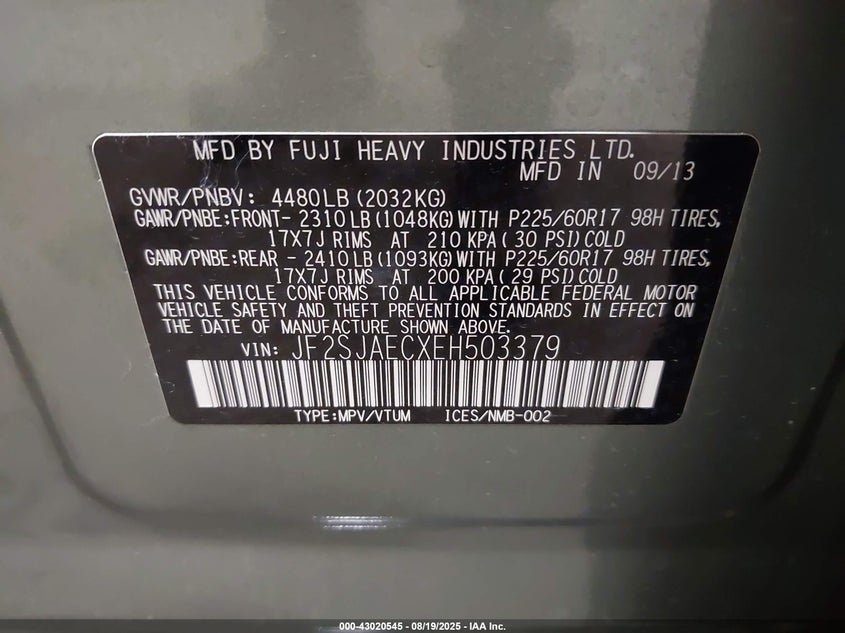 MFD BY FUJI HEAVY INDUSTRIES LTD.
MFD IN 09/13
GVWR/PNBV: 4480LB (2032KG)
GAWR/PNBE:FRONT- 2310LB (1048KG) WITH P225/60R17 98H TIRES,
17X7J RIMS AT 210 KPA ( 30 PSI) COLD
GAWR/PNBE:REAR - 2410LB (1093KG) WITH P225/60R17 98H TIRES,
17X7J RIMS AT 200 KPA (29 PSI) COLD
THIS VEHICLE CONFORMS TO ALL APPLICABLE FEDERAL MOTOR
VEHICLE SAFETY AND THEFT PREVENTION STANDARDS IN EFFECT ON
THE DATE OF MANUFACTURE SHOWN ABOVE.
VIN: JF2SJAECXEH503379
TYPE:MPV/VTUM ICES/NMB-002
000-43020545 - 08/19/2025 - IAA Inc.